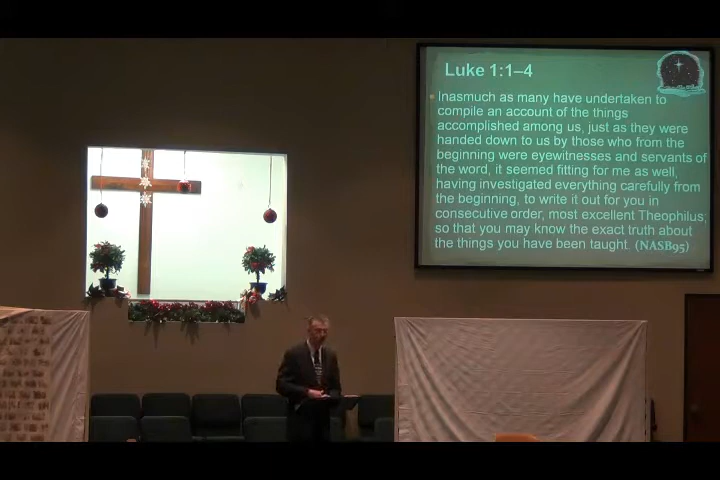 Luke 1:1–4
Inasmuch as many have undertaken to
compile an account of the things
accomplished among us, just as they were
handed down to us by those who from the
beginning were eyewitnesses and servants of
the word, it seemed fitting for me as well,
having investigated everything carefully from
the beginning, to write it out for you in
consecutive order, most excellent Theophilus;
so that you may know the exact truth about
the things you have been taught. (NASB95)